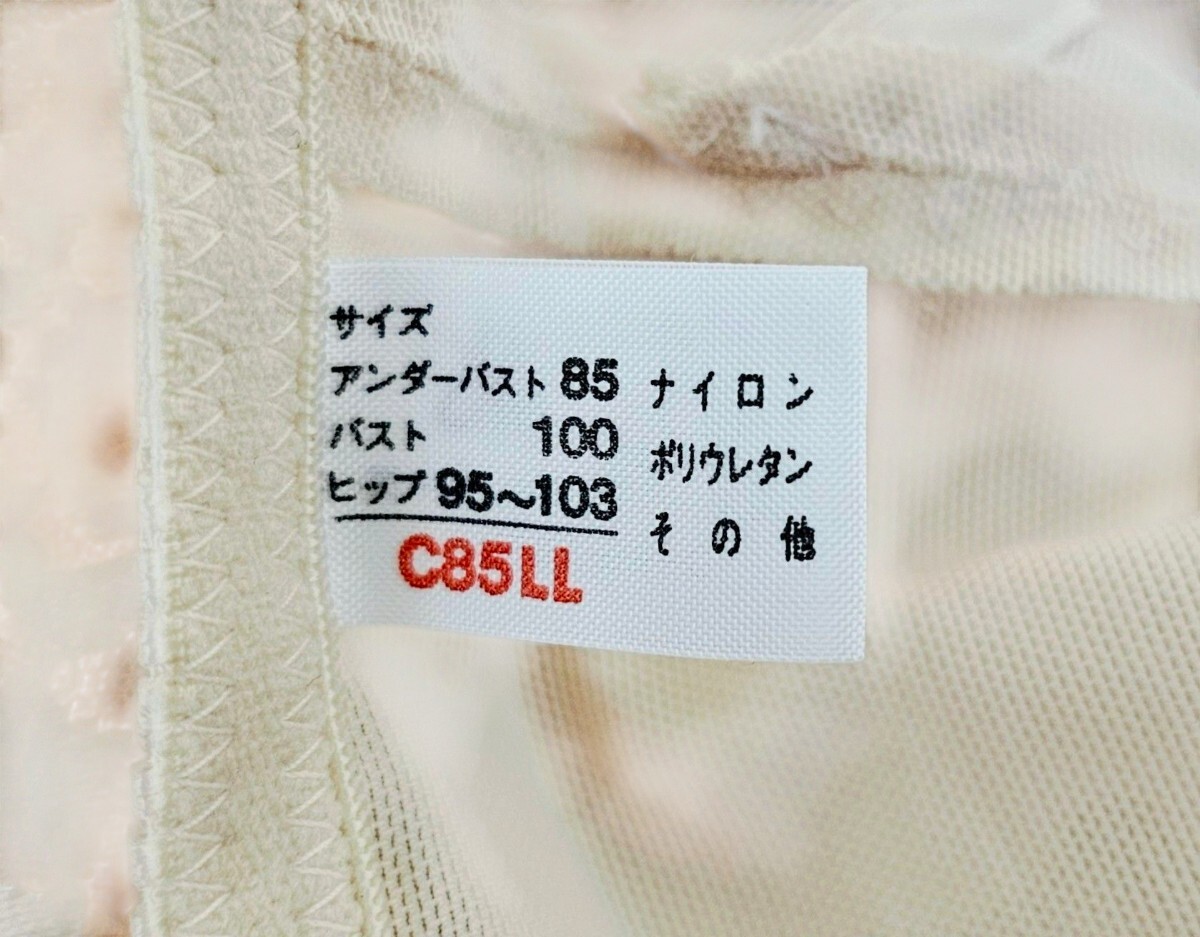 サイズ
アンダーバスト 85
バスト 100
ヒップ 95~103
C85LL
ナイロン
ポリウレタン
その他